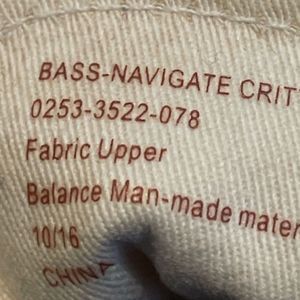 BASS-NAVIGATE CRIT
0253-3522-078
Fabric Upper
Balance Man-made mater
10/16
CHINA